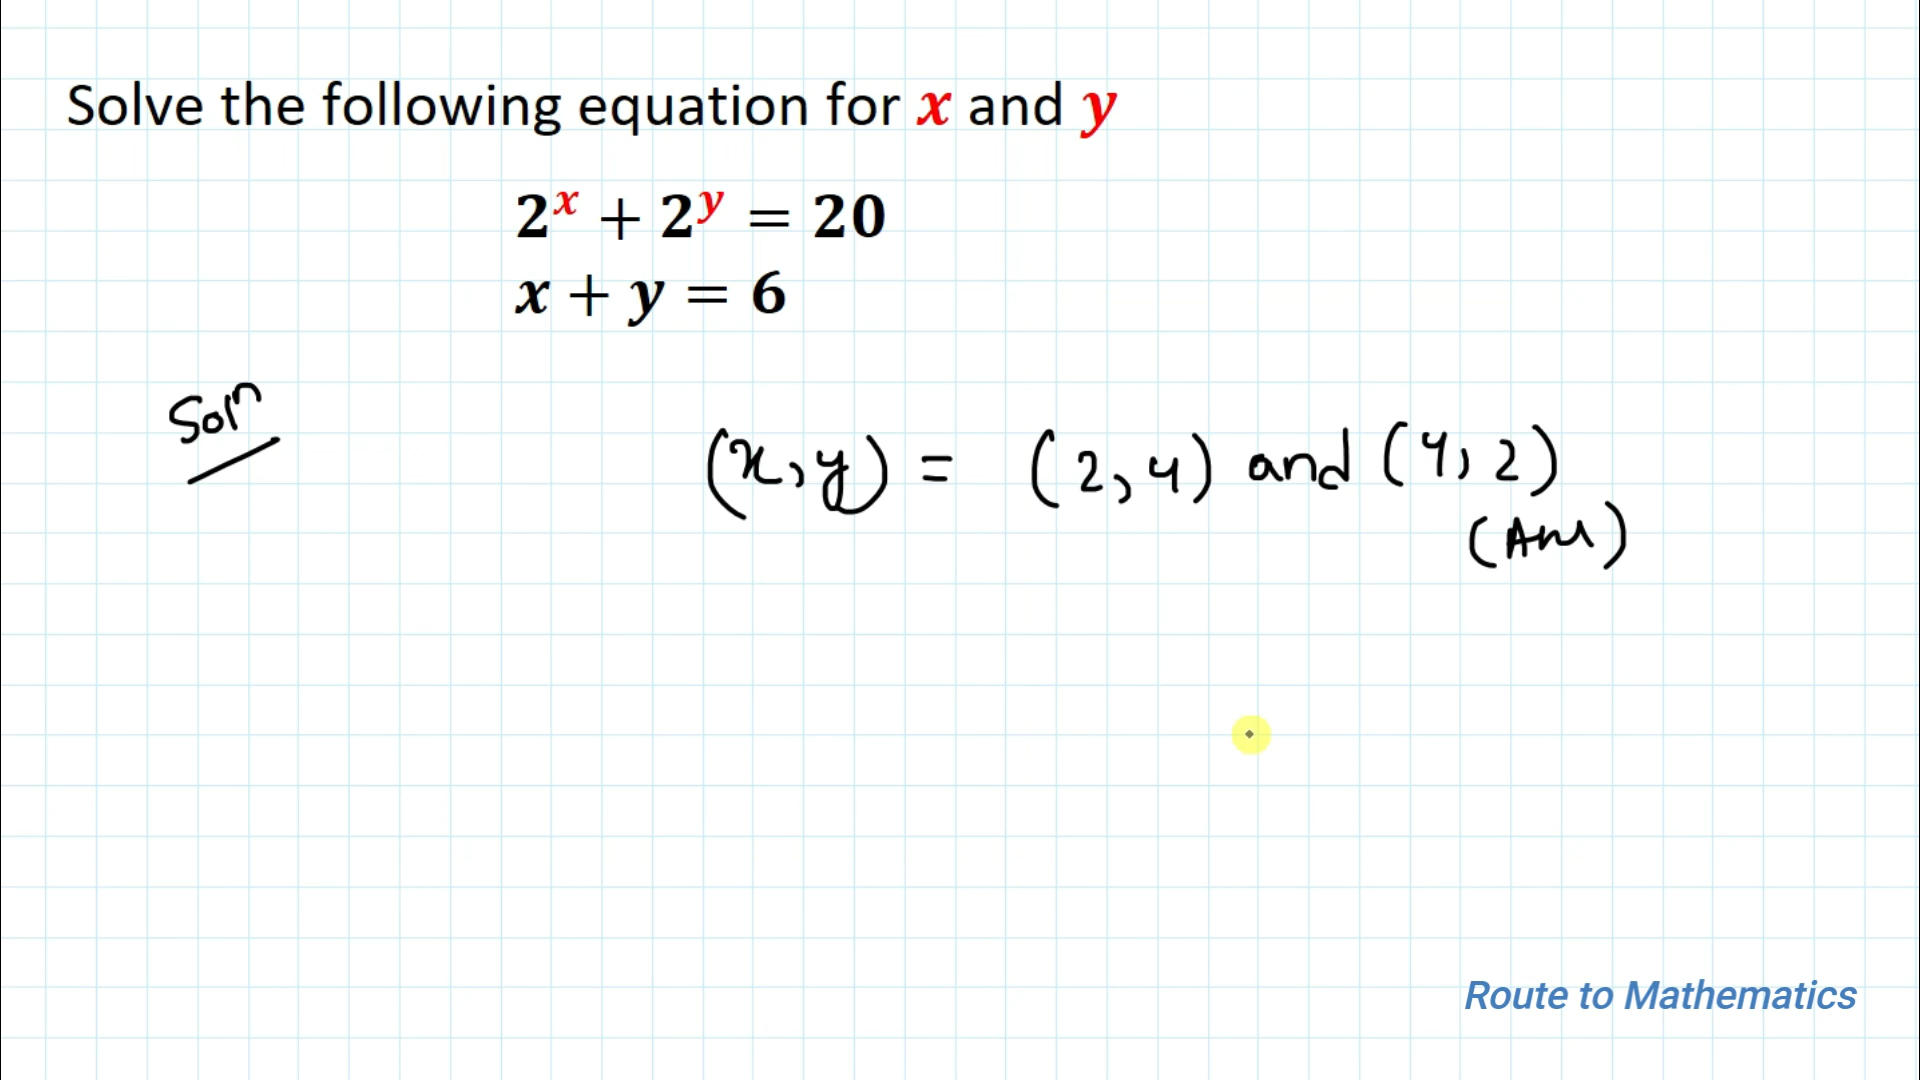 Solve the following equation for x and y
2^x + 2^y = 20
x + y = 6
Soln
(x, y) = (2, 4) and (4, 2)
(Ans)
Route to Mathematics